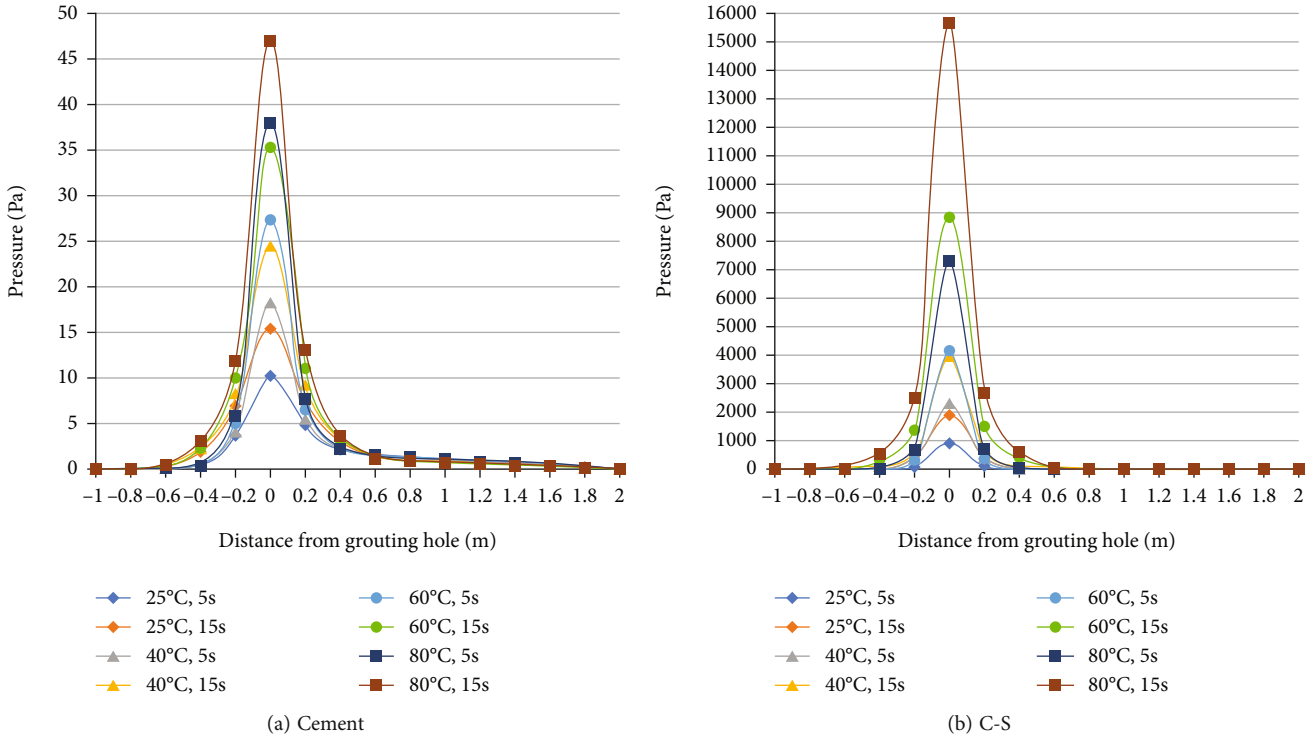 50
45
40
35
30
25
20
15
10
5
0
Pressure (Pa)
−1 −0.8 −0.6 −0.4 −0.2 0 0.2 0.4 0.6 0.8 1 1.2 1.4 1.6 1.8 2
Distance from grouting hole (m)
25°C, 5s
25°C, 15s
40°C, 5s
40°C, 15s
60°C, 5s
60°C, 15s
80°C, 5s
80°C, 15s
(a) Cement
16000
15000
14000
13000
12000
11000
10000
9000
8000
7000
6000
5000
4000
3000
2000
1000
0
Pressure (Pa)
−1 −0.8 −0.6 −0.4 −0.2 0 0.2 0.4 0.6 0.8 1 1.2 1.4 1.6 1.8 2
Distance from grouting hole (m)
25°C, 5s
25°C, 15s
40°C, 5s
40°C, 15s
60°C, 5s
60°C, 15s
80°C, 5s
80°C, 15s
(b) C-S